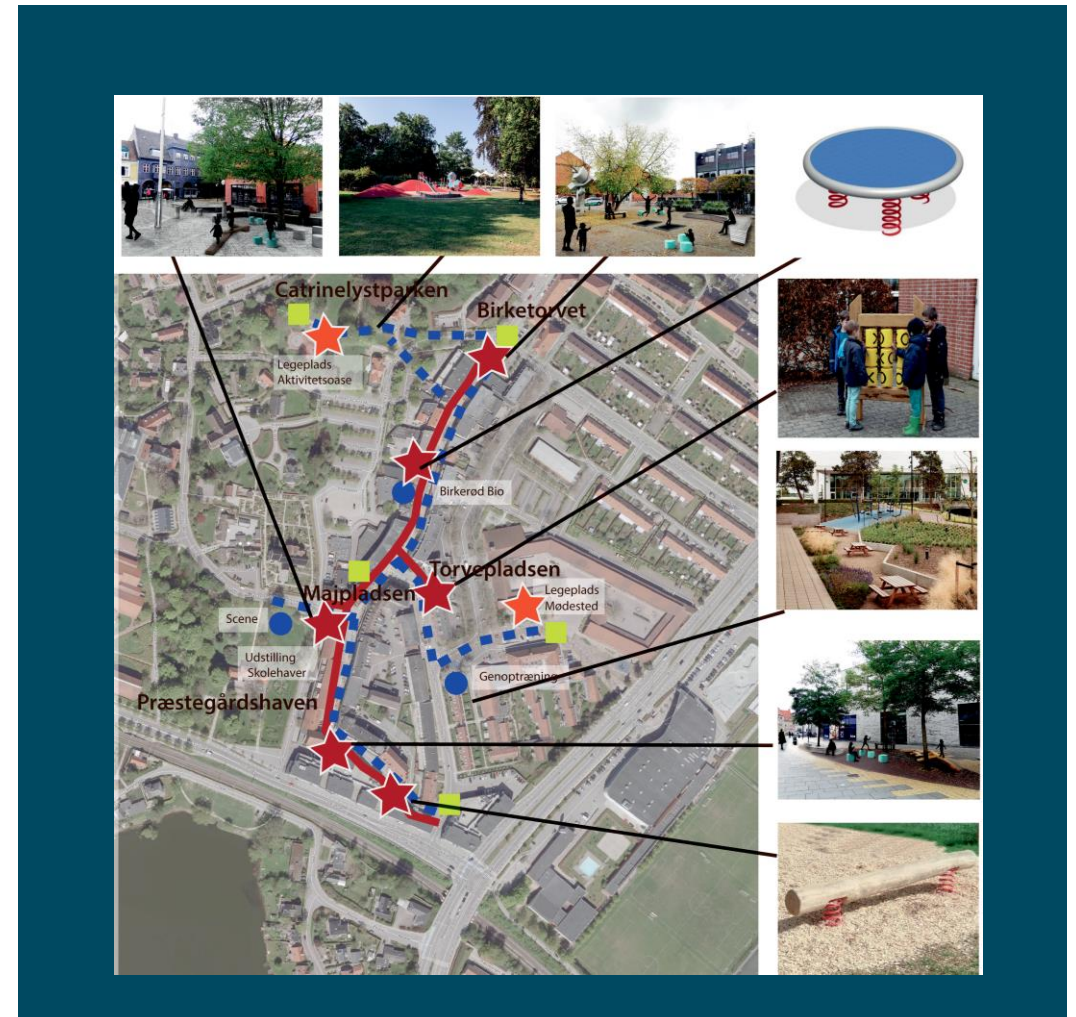 Catrinelystparken
Birketorvet
Legeplads
Aktivitetsoase
Birkerød Bio
Torvepladsen
Majpladsen
Legeplads
Mødested
Scene
Udstilling
Skolehaver
Genoptræning
Præstegårdshaven